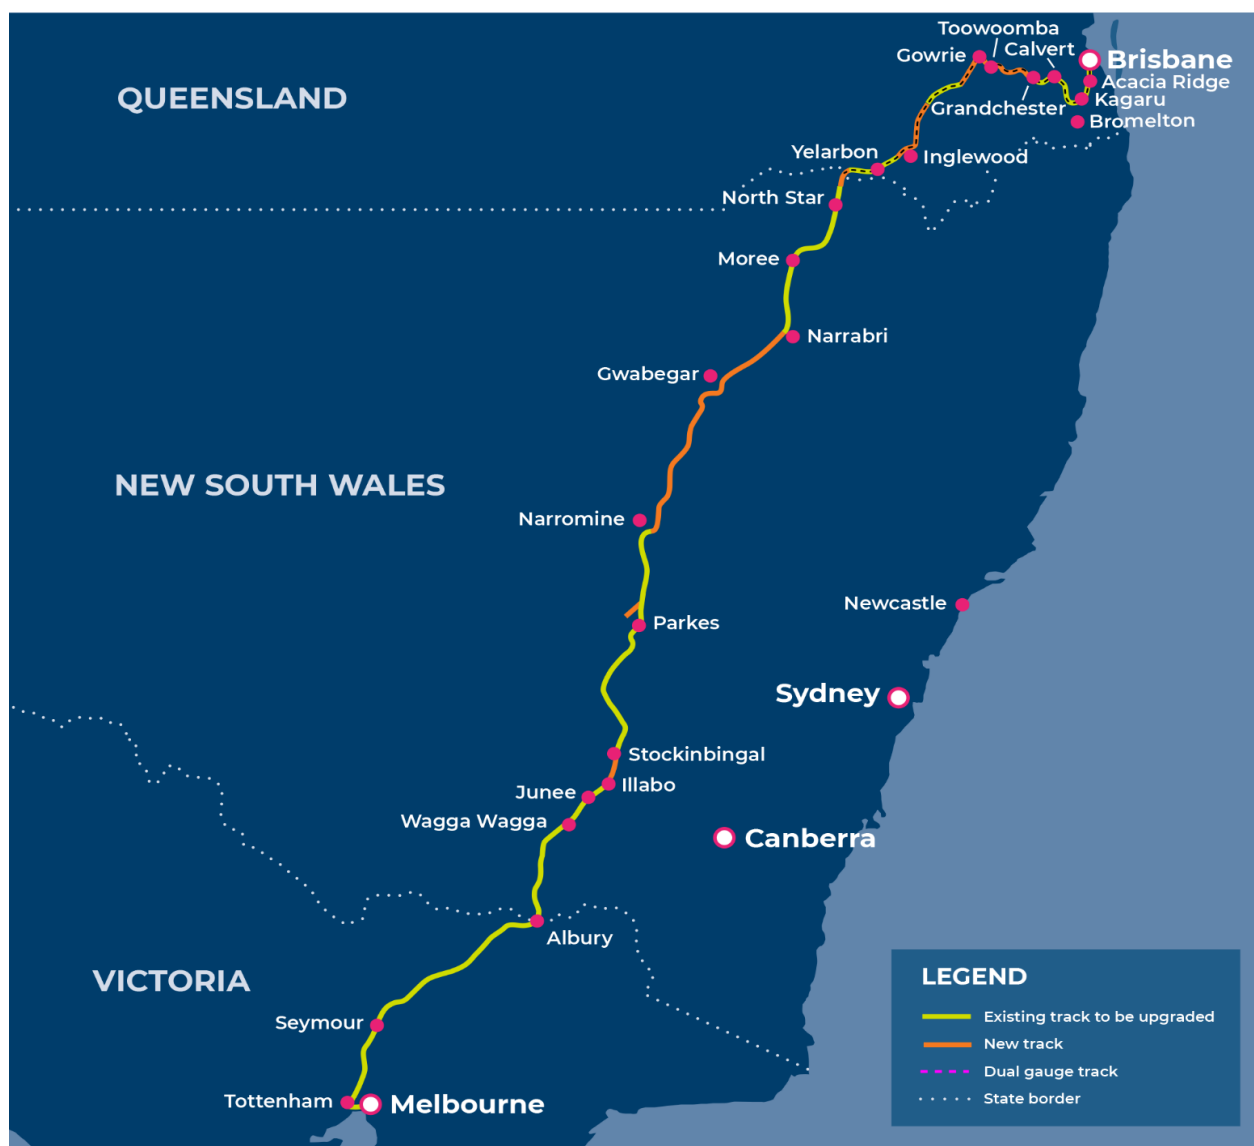 Toowoomba
Gowrie
Calvert
Brisbane
Acacia Ridge
QUEENSLAND
Grandchester
Kagaru
Bromelton
Yelarbon
Inglewood
North Star
Moree
Narrabri
Gwabegar
NEW SOUTH WALES
Narromine
Newcastle
Parkes
Sydney
Stockinbingal
Illabo
Junee
Wagga Wagga
Canberra
Albury
VICTORIA
Seymour
Tottenham
Melbourne
LEGEND
Existing track to be upgraded
New track
Dual gauge track
State border